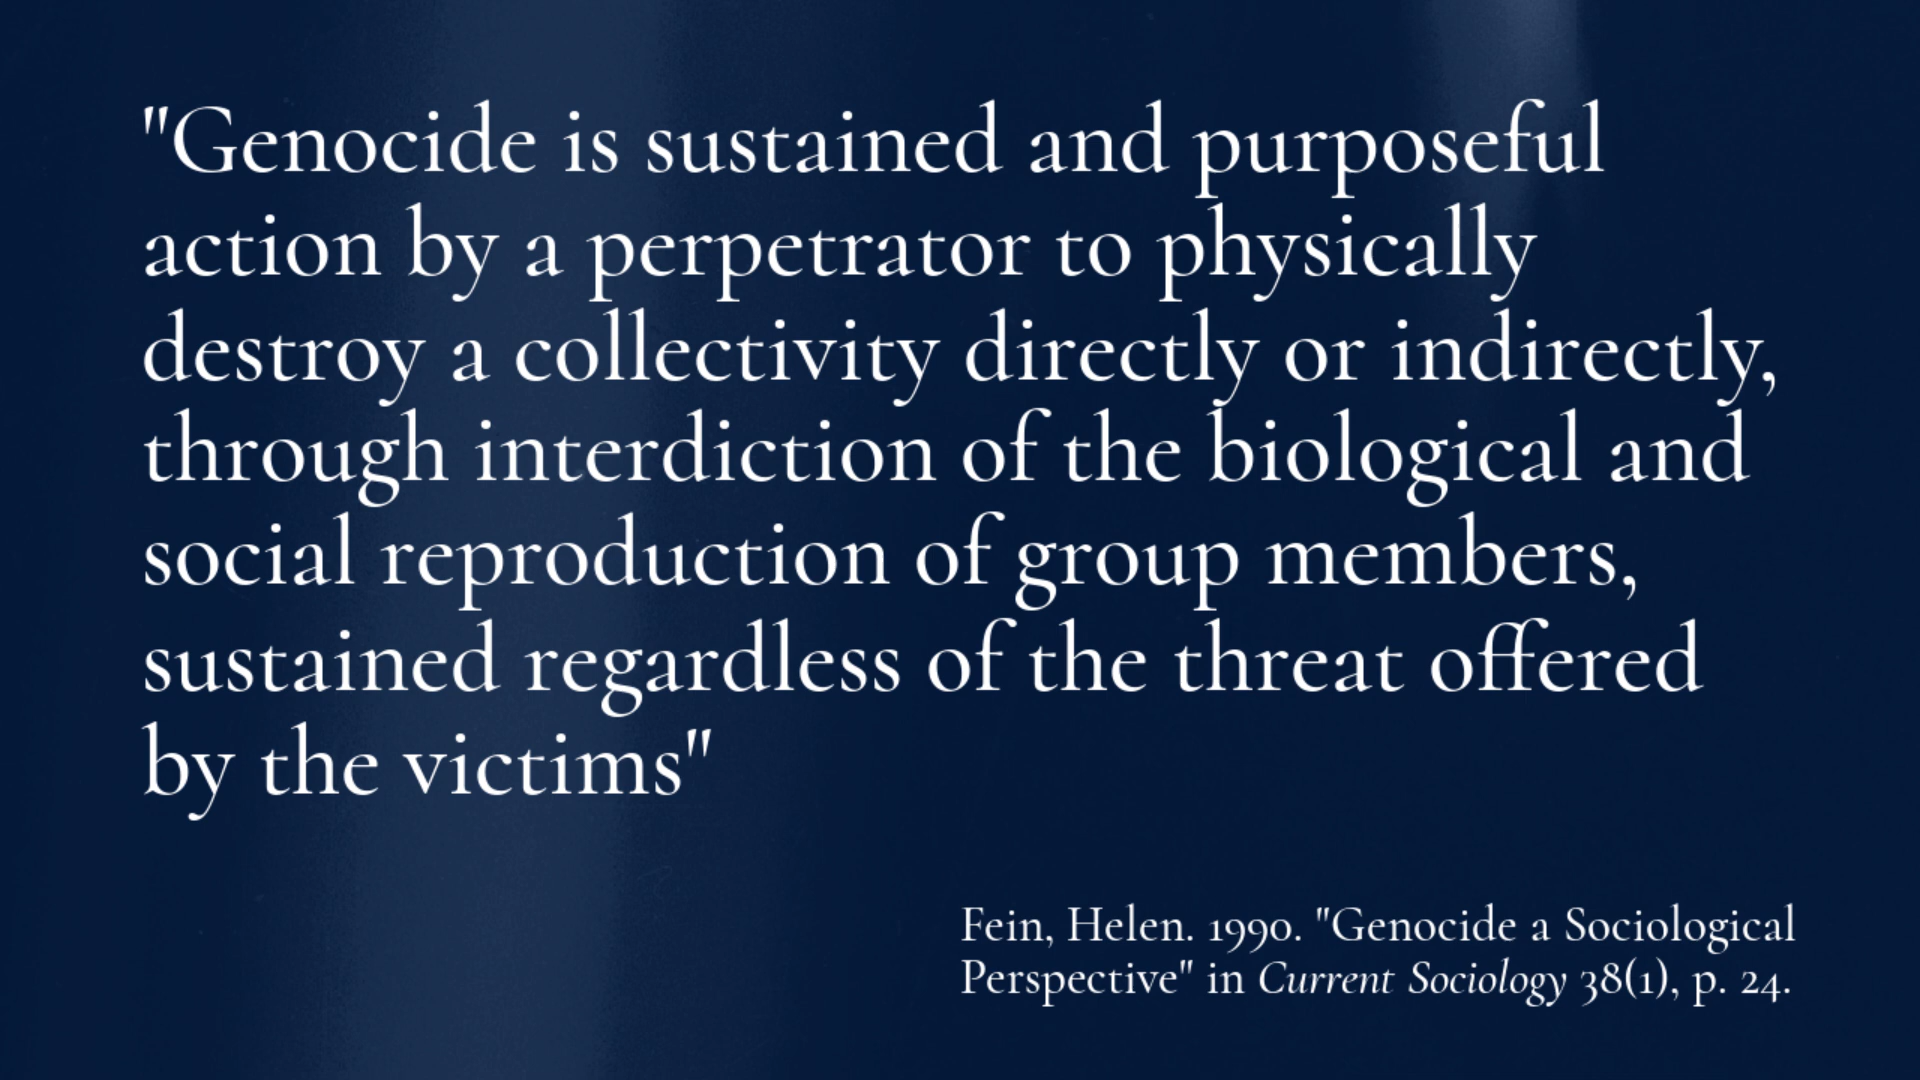 "Genocide is sustained and purposeful
action by a perpetrator to physically
destroy a collectivity directly or indirectly,
through interdiction of the biological and
social reproduction of group members,
sustained regardless of the threat offered
by the victims"
Fein, Helen. 1990. "Genocide a Sociological
Perspective" in Current Sociology 38(1), p. 24.